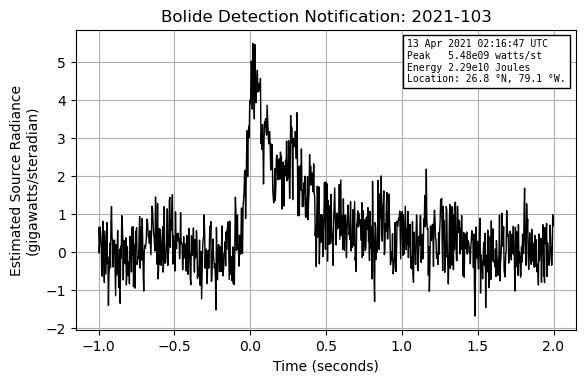 Bolide Detection Notification: 2021-103
13 Apr 2021 02:16:47 UTC
Peak   5.48e09 watts/st
Energy 2.29e10 Joules
Location: 26.8 °N, 79.1 °W.
Estimated Source Radiance
(gigawatts/steradian)
5
4
3
2
1
0
−1
−2
−1.0 −0.5 0.0 0.5 1.0 1.5 2.0
Time (seconds)